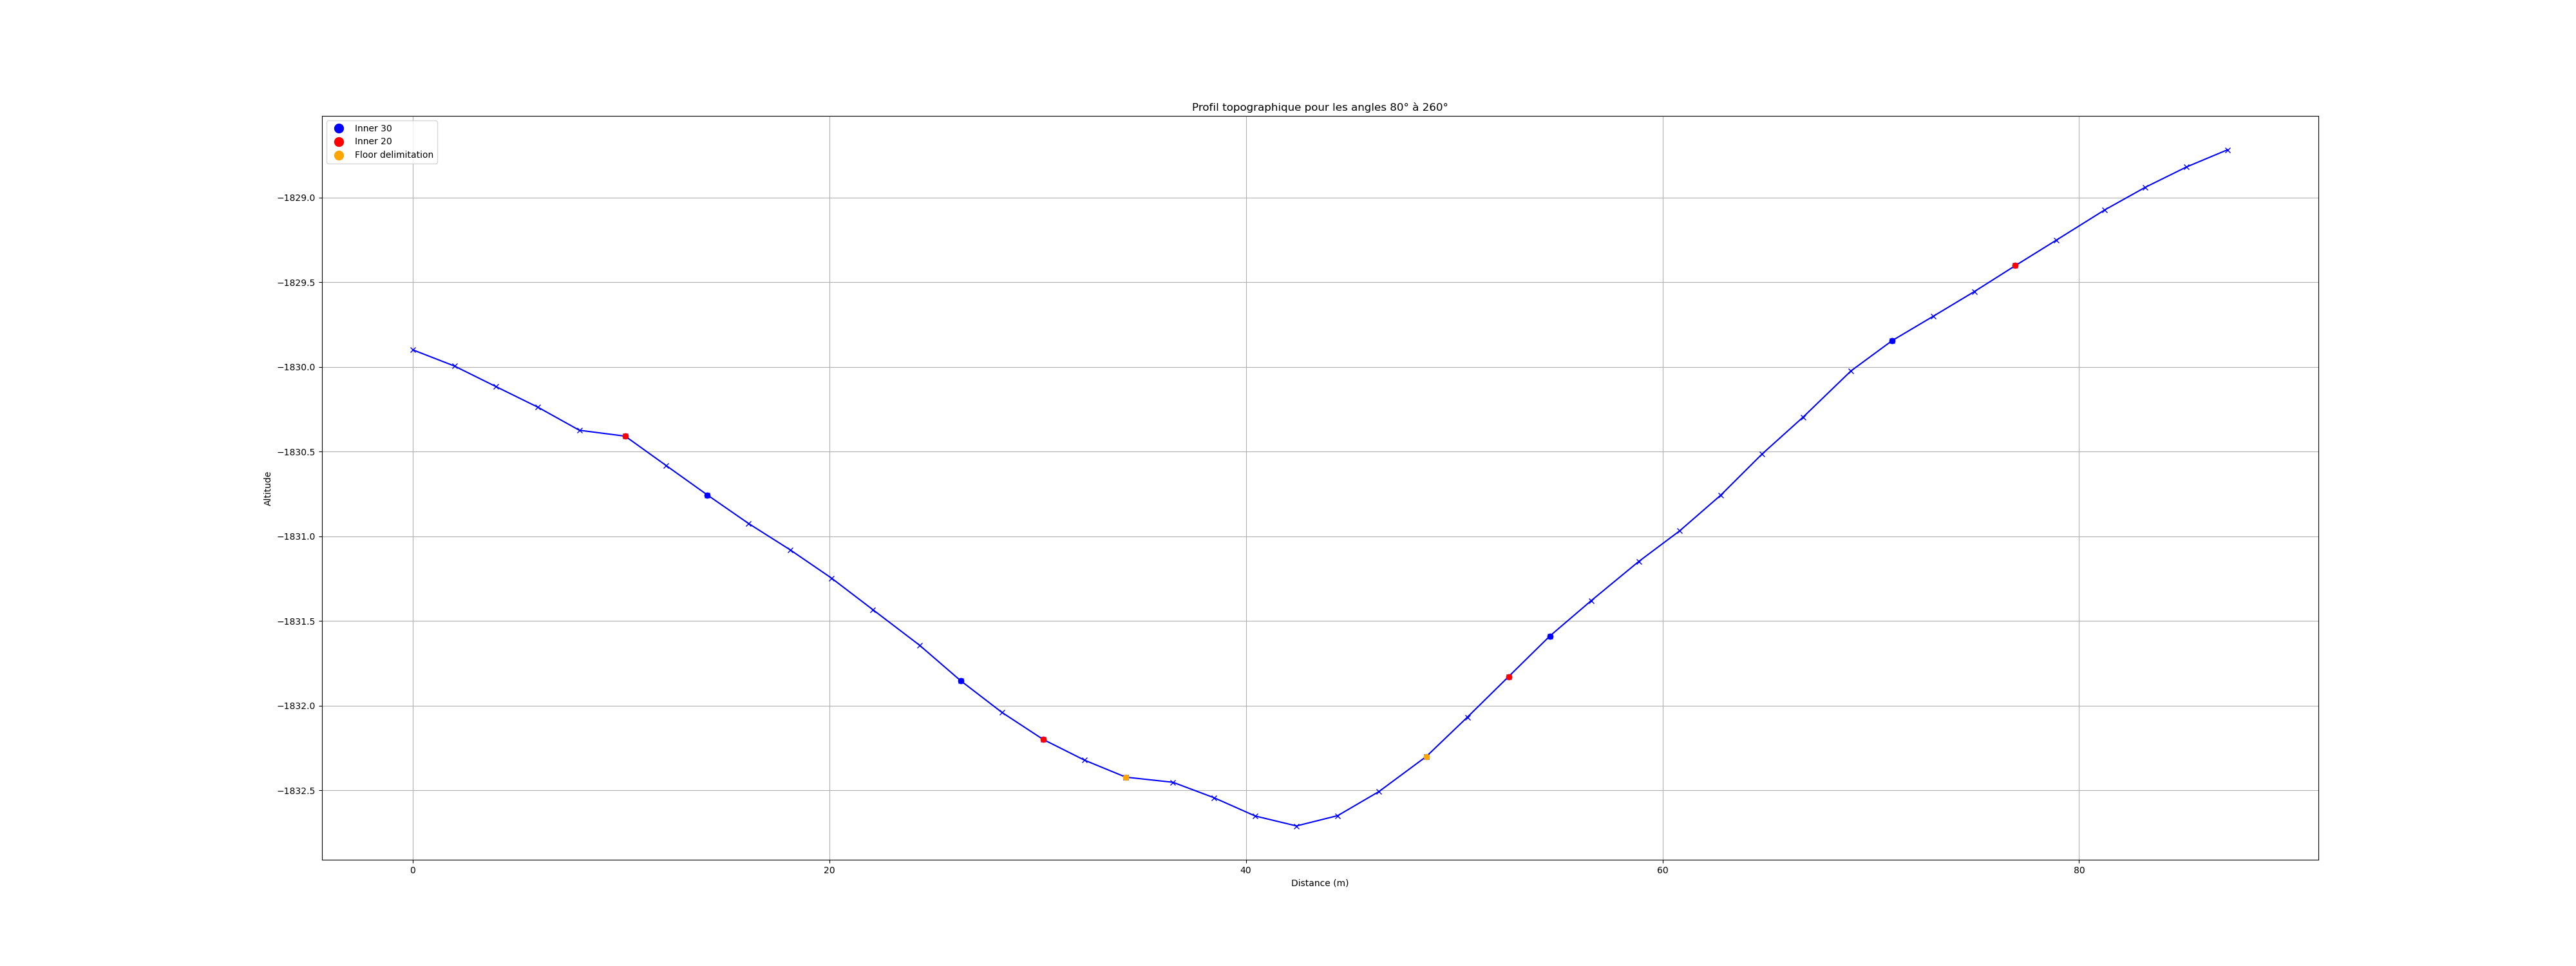 Profil topographique pour les angles 80° à 260°
Inner 30
Inner 20
Floor delimitation
−1829.0
−1829.5
−1830.0
−1830.5
−1831.0
−1831.5
−1832.0
−1832.5
Altitude
0
20
40
60
80
Distance (m)